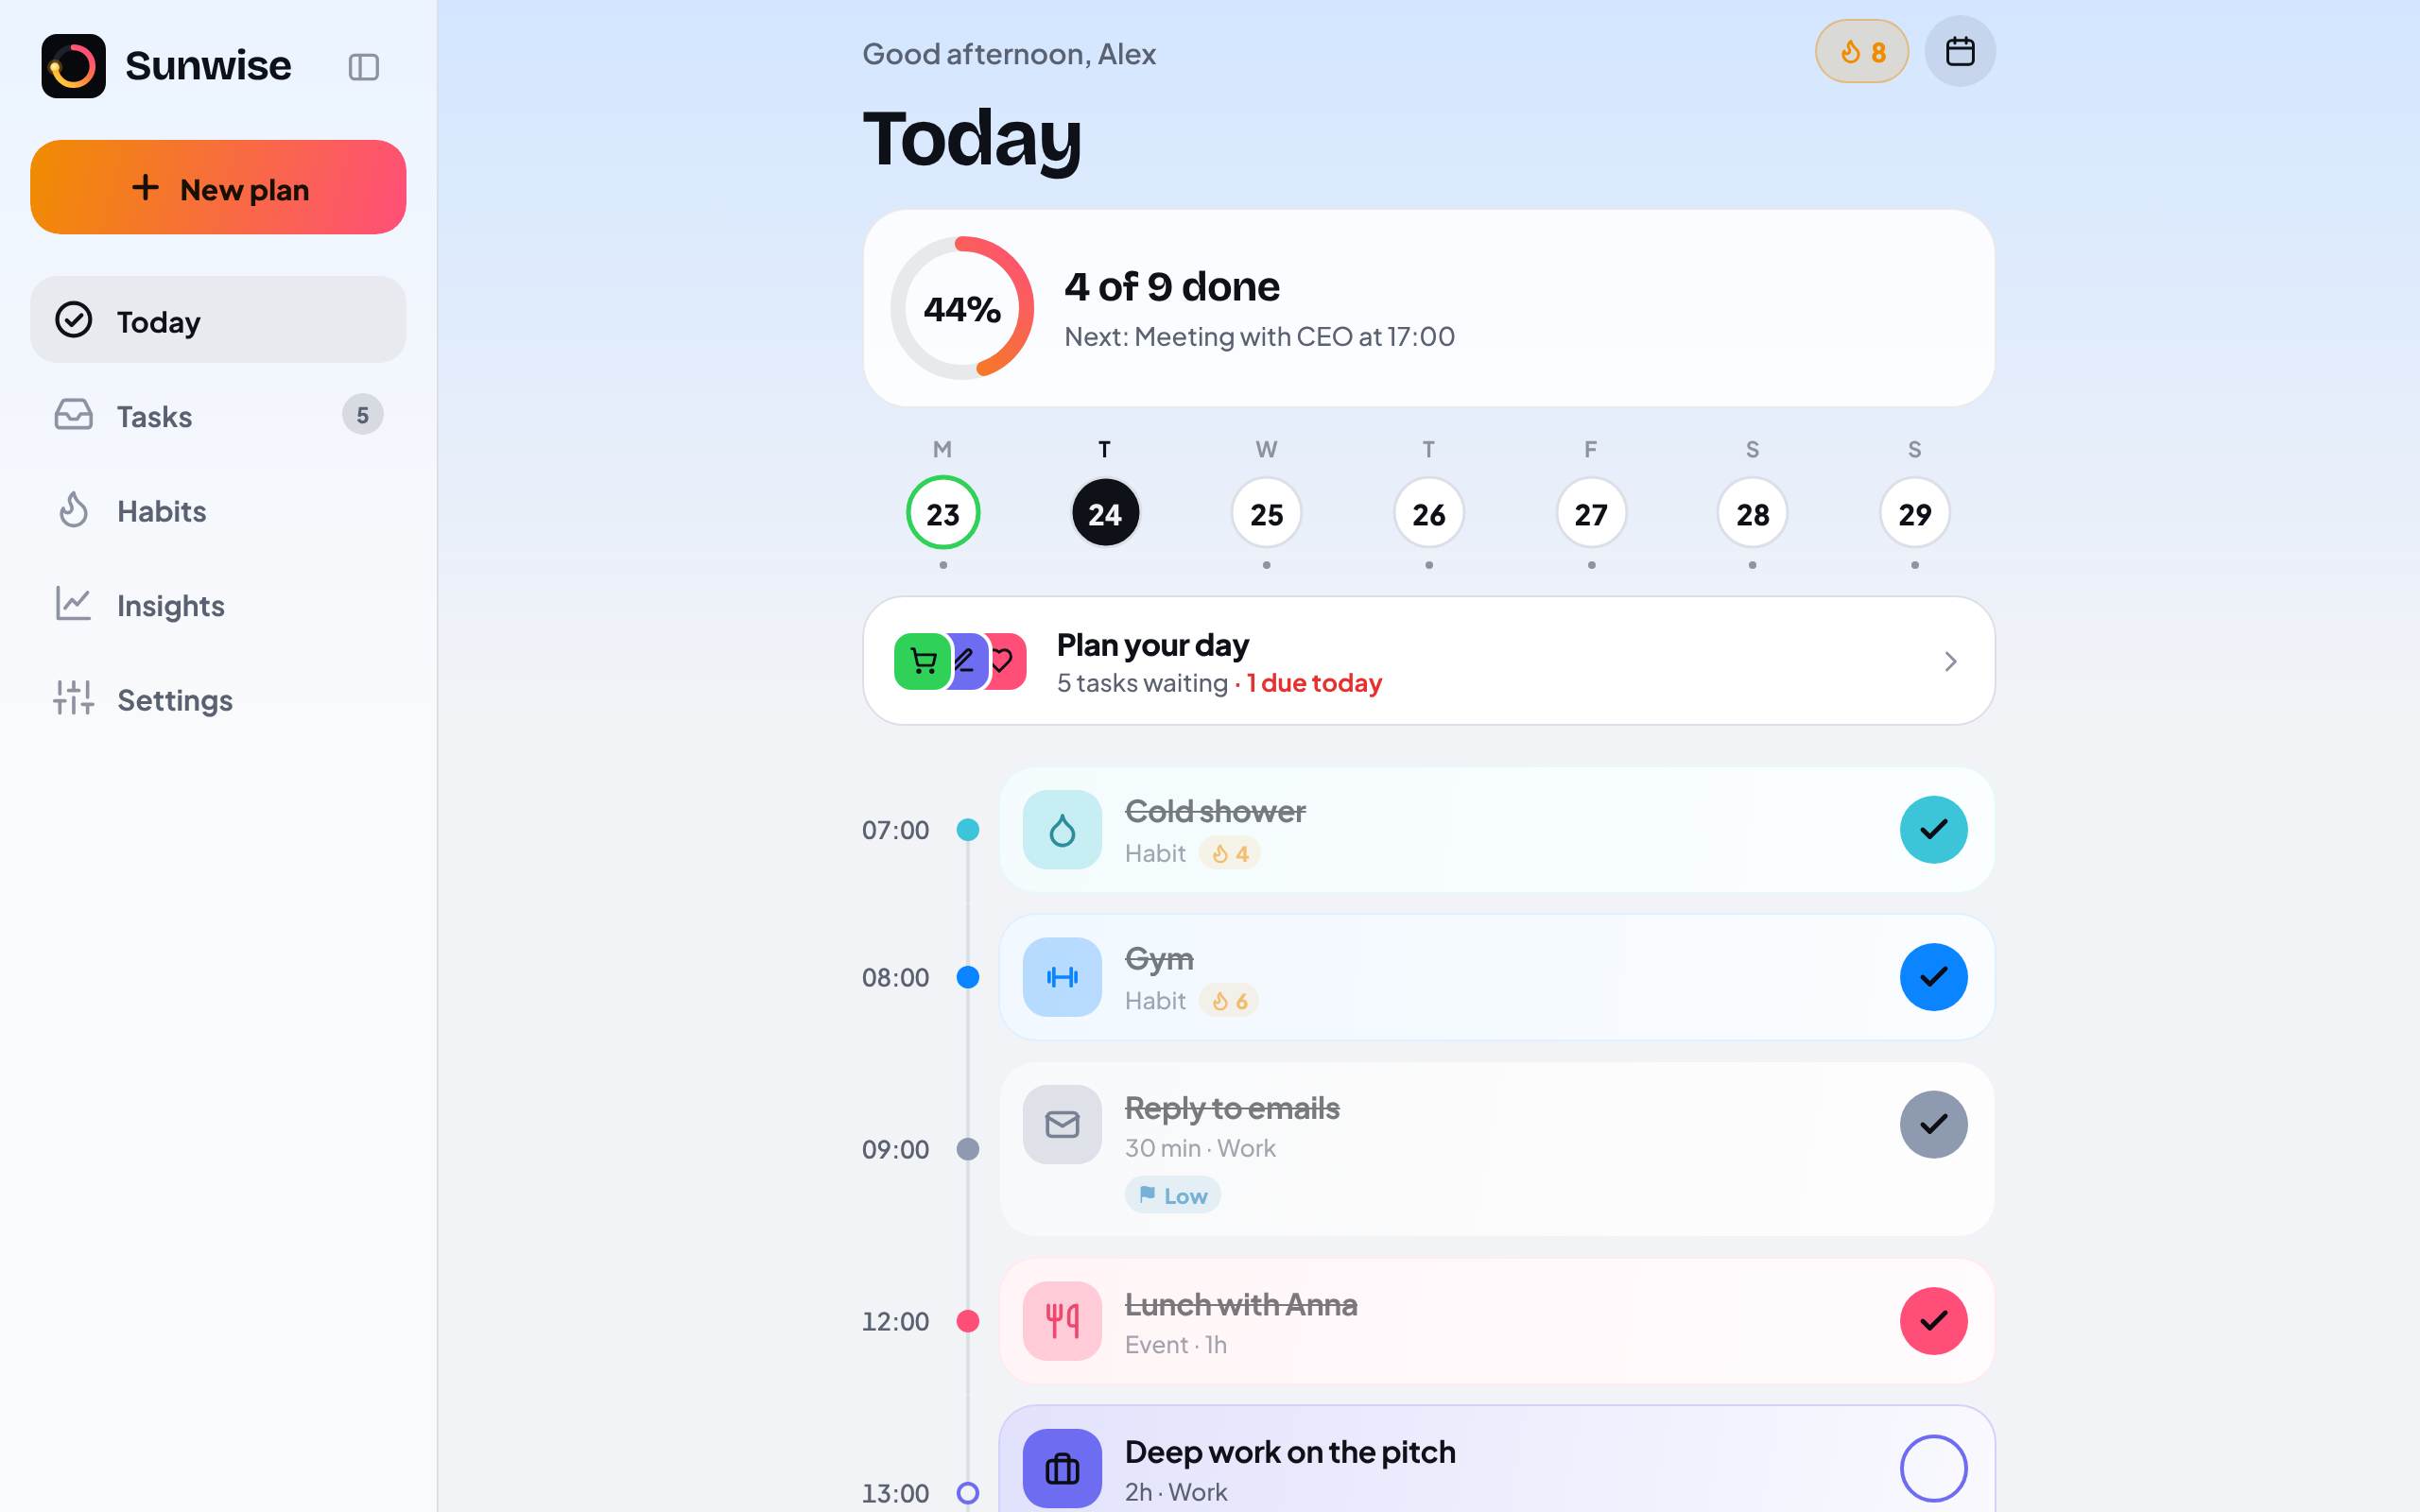 Sunwise
New plan
Today
Tasks 5
Habits
Insights
Settings
Good afternoon, Alex
8
Today
44%
4 of 9 done
Next: Meeting with CEO at 17:00
M T W T F S S
23 24 25 26 27 28 29
Plan your day
5 tasks waiting · 1 due today
07:00
Cold shower
Habit 4
08:00
Gym
Habit 6
09:00
Reply to emails
30 min · Work
Low
12:00
Lunch with Anna
Event · 1h
13:00
Deep work on the pitch
2h · Work